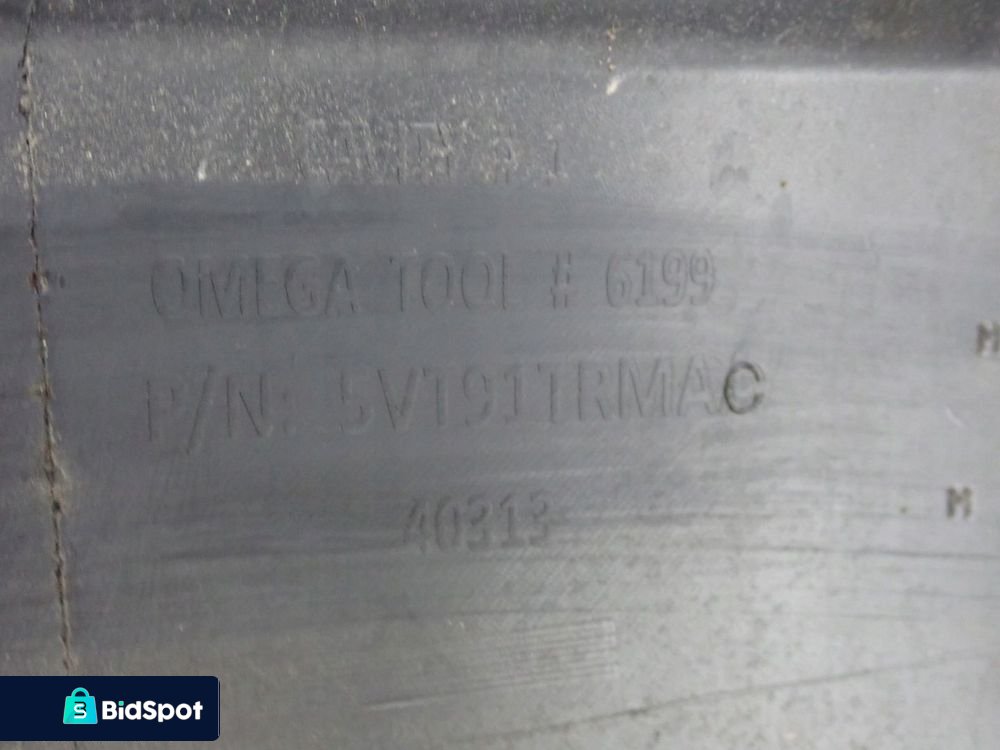 OMEGA TOOL # 6199
P/N: 5VT91TRMAC
40313
M
M
BidSpot